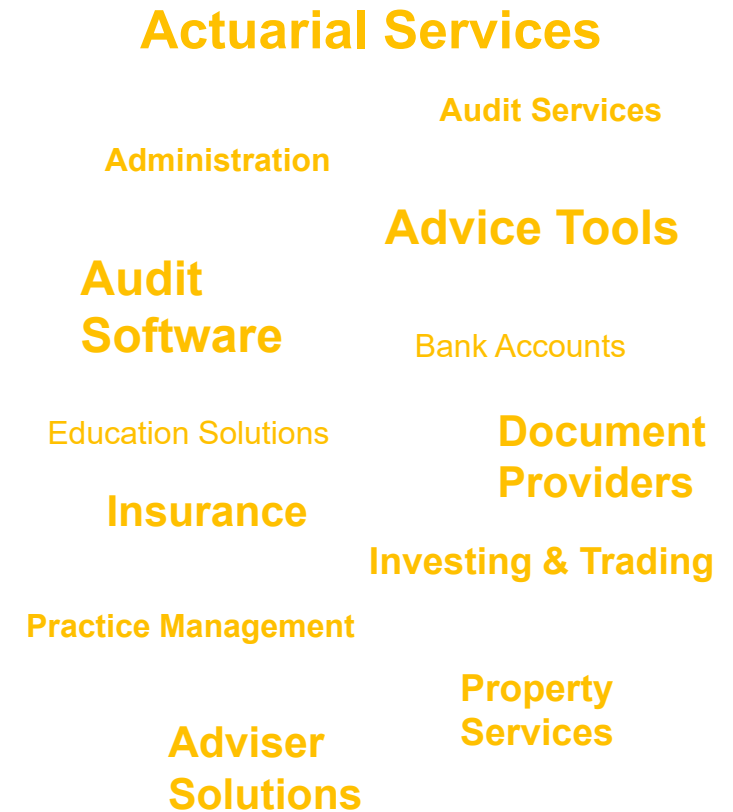 Actuarial Services
Audit Services
Administration
Advice Tools
Audit
Software
Bank Accounts
Education Solutions
Document
Providers
Insurance
Investing & Trading
Practice Management
Property
Services
Adviser
Solutions